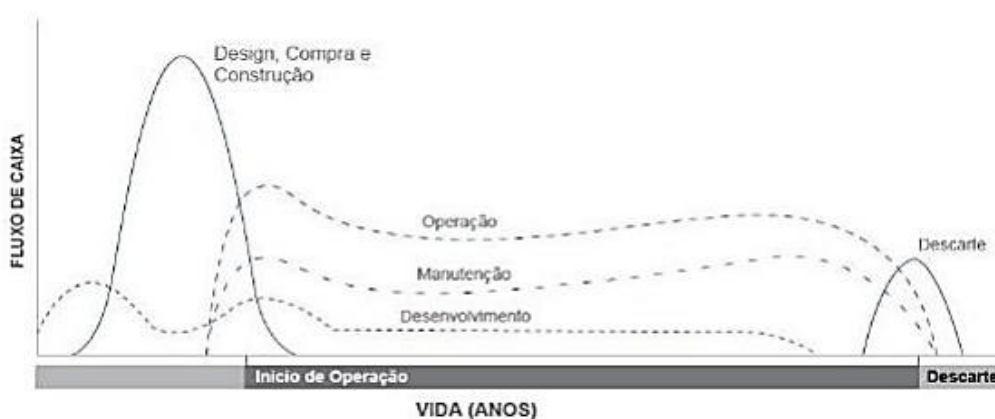 Design, Compra e
Construção
FLUXO DE CAIXA
Operação
Manutenção
Desenvolvimento
Descarte
Início de Operação
Descarte
VIDA (ANOS)